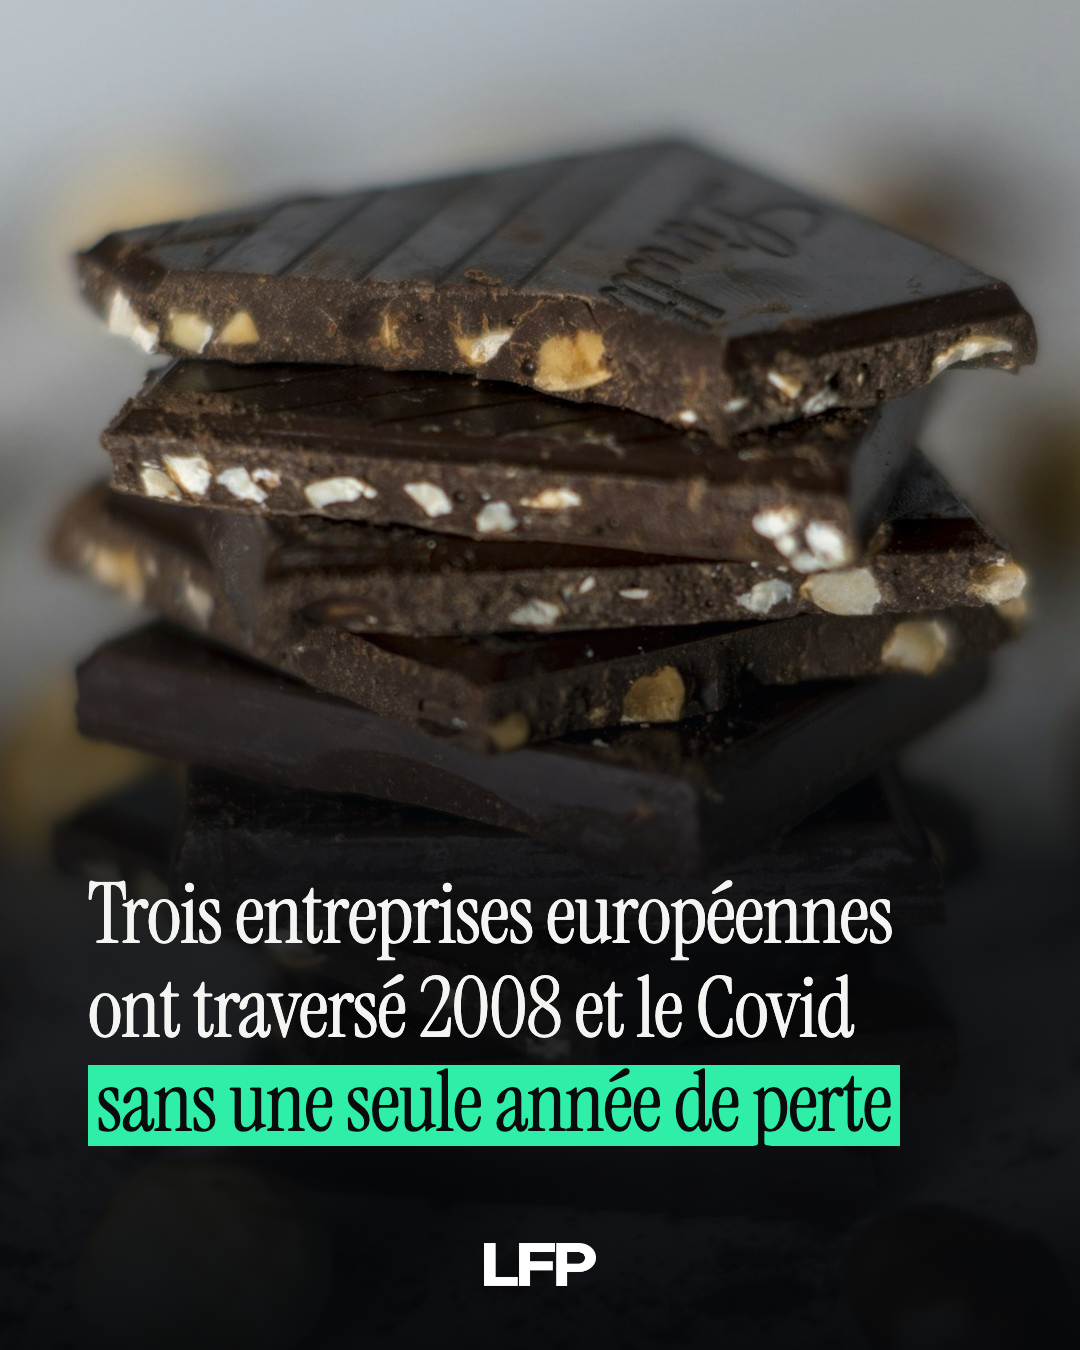 Trois entreprises européennes
ont traversé 2008 et le Covid
sans une seule année de perte
LFP